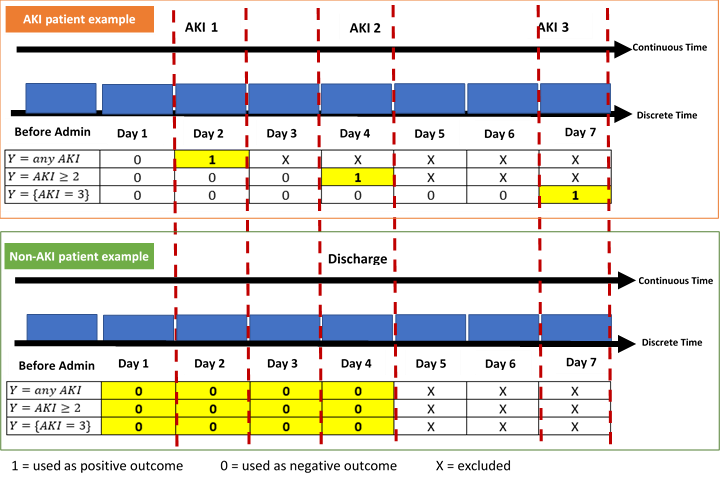 AKI patient example
AKI 1 AKI 2 AKI 3
Continuous Time
Discrete Time
Before Admin Day 1 Day 2 Day 3 Day 4 Day 5 Day 6 Day 7
Y = any AKI 0 1 X X X X X
Y = AKI ≥ 2 0 0 0 1 X X X
Y = {AKI = 3} 0 0 0 0 0 0 1
Non-AKI patient example
Discharge
Continuous Time
Discrete Time
Before Admin Day 1 Day 2 Day 3 Day 4 Day 5 Day 6 Day 7
Y = any AKI 0 0 0 0 X X X
Y = AKI ≥ 2 0 0 0 0 X X X
Y = {AKI = 3} 0 0 0 0 X X X
1 = used as positive outcome 0 = used as negative outcome X = excluded